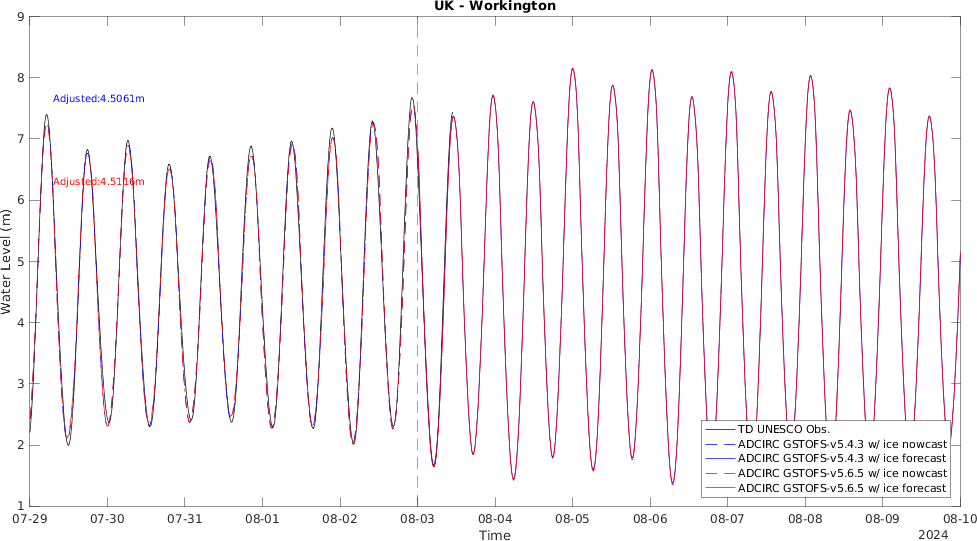 UK - Workington
9
8
7
6
5
4
3
2
1
Water Level (m)
Adjusted:4.5061m
Adjusted:4.5116m
TD UNESCO Obs.
ADCIRC GSTOFS-v5.4.3 w/ ice nowcast
ADCIRC GSTOFS-v5.4.3 w/ ice forecast
ADCIRC GSTOFS-v5.6.5 w/ ice nowcast
ADCIRC GSTOFS-v5.6.5 w/ ice forecast
07-29 07-30 07-31 08-01 08-02 08-03 08-04 08-05 08-06 08-07 08-08 08-09 08-10
Time
2024